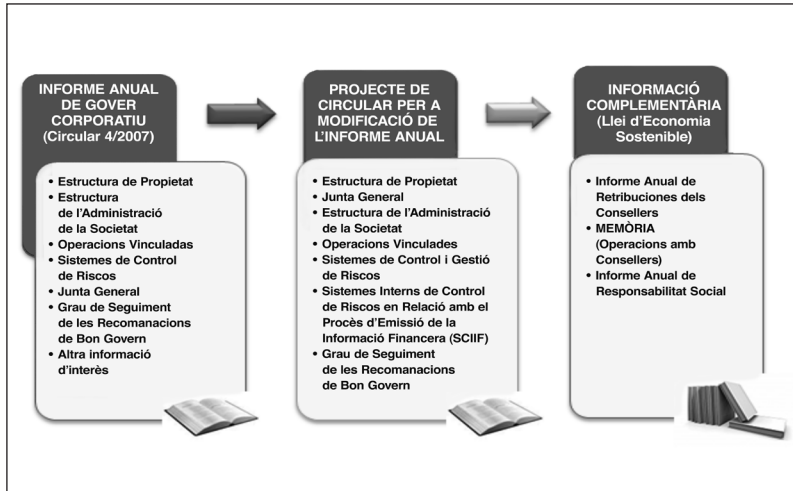 INFORME ANUAL
DE GOVER
CORPORATIU
(Circular 4/2007)
• Estructura de Propietat
• Estructura
de l’Administració
de la Societat
• Operacions Vinculadas
• Sistemes de Control
de Riscos
• Junta General
• Grau de Seguiment
de les Recomanacions
de Bon Govern
• Altra informació
d’interès
PROJECTE DE
CIRCULAR PER A
MODIFICACIÓ DE
L’INFORME ANUAL
• Estructura de Propietat
• Junta General
• Estructura de l’Administració
de la Societat
• Operacions Vinculades
• Sistemes de Control i Gestió
de Riscos
• Sistemes Interns de Control
de Riscos en Relació amb el
Procès d’Emissió de la
Informació Financera (SCIIF)
• Grau de Seguiment
de les Recomanacions
de Bon Govern
INFORMACIÓ
COMPLEMENTÀRIA
(Llei d’Economia
Sostenible)
• Informe Anual de
Retribuciones dels
Consellers
• MEMÒRIA
(Operacions amb
Consellers)
• Informe Anual de
Responsabilitat Social